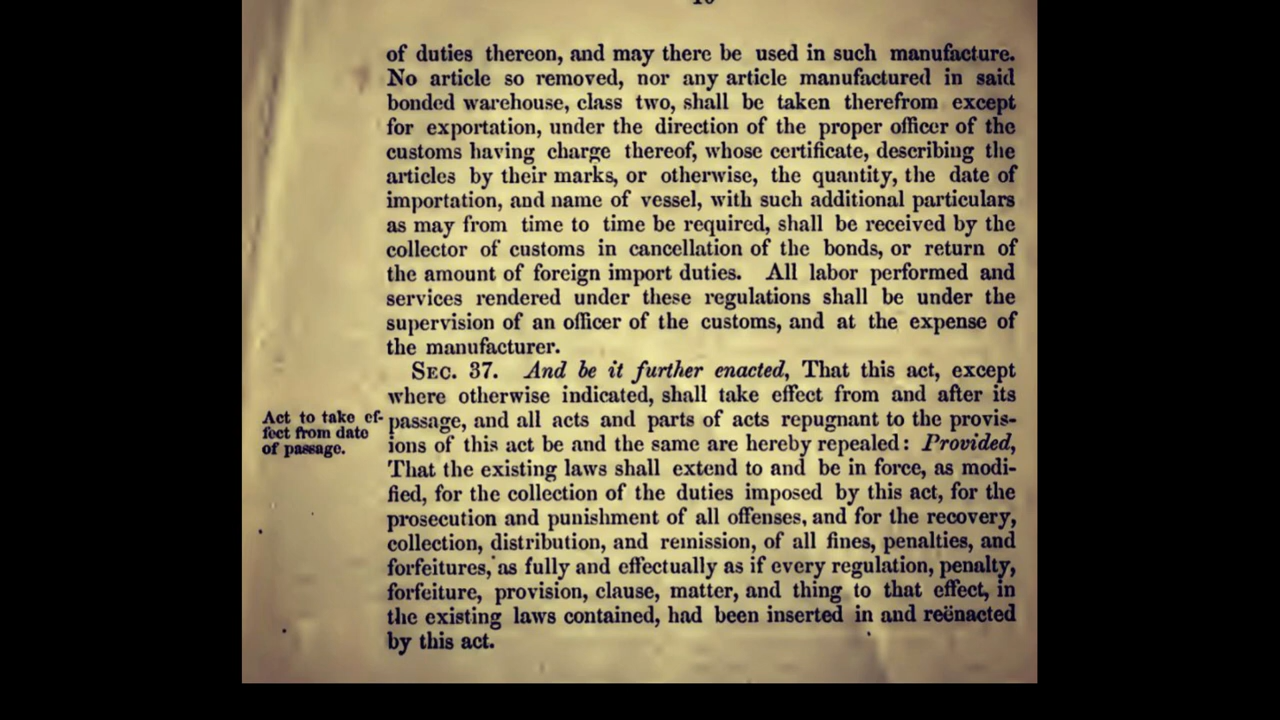 of duties thereon, and may there be used in such manufacture.
No article so removed, nor any article manufactured in said
bonded warehouse, class two, shall be taken therefrom except
for exportation, under the direction of the proper officer of the
customs having charge thereof, whose certificate, describing the
articles by their marks, or otherwise, the quantity, the date of
importation, and name of vessel, with such additional particulars
as may from time to time be required, shall be received by the
collector of customs in cancellation of the bonds, or return of
the amount of foreign import duties. All labor performed and
services rendered under these regulations shall be under the
supervision of an officer of the customs, and at the expense of
the manufacturer.
SEC. 37. And be it further enacted, That this act, except
where otherwise indicated, shall take effect from and after its
passage, and all acts and parts of acts repugnant to the provis-
ions of this act be and the same are hereby repealed: Provided,
That the existing laws shall extend to and be in force, as modi-
fied, for the collection of the duties imposed by this act, for the
prosecution and punishment of all offenses, and for the recovery,
collection, distribution, and remission, of all fines, penalties, and
forfeitures, as fully and effectually as if every regulation, penalty,
forfeiture, provision, clause, matter, and thing to that effect, in
the existing laws contained, had been inserted in and reënacted
by this act.
Act to take ef-
fect from date
of passage.